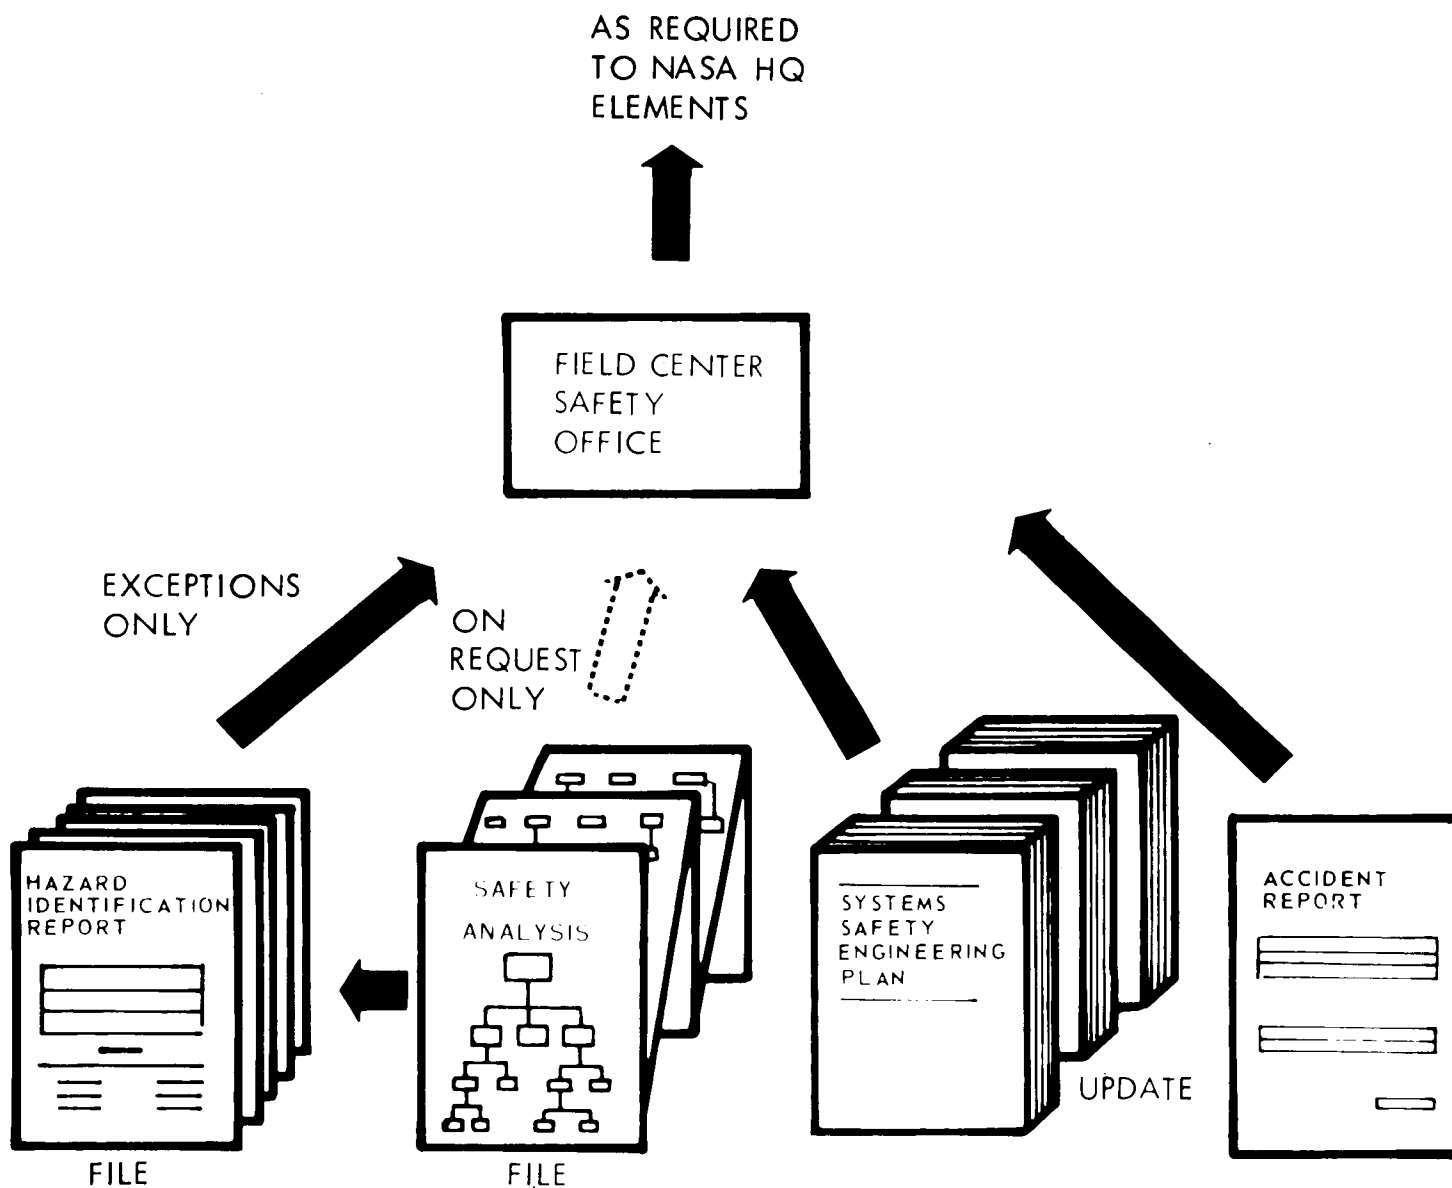 AS REQUIRED
TO NASA HQ
ELEMENTS
FIELD CENTER
SAFETY
OFFICE
EXCEPTIONS
ONLY
ON
REQUEST
ONLY
HAZARD
IDENTIFICATION
REPORT
FILE
SAFETY
ANALYSIS
FILE
SYSTEMS
SAFETY
ENGINEERING
PLAN
UPDATE
ACCIDENT
REPORT